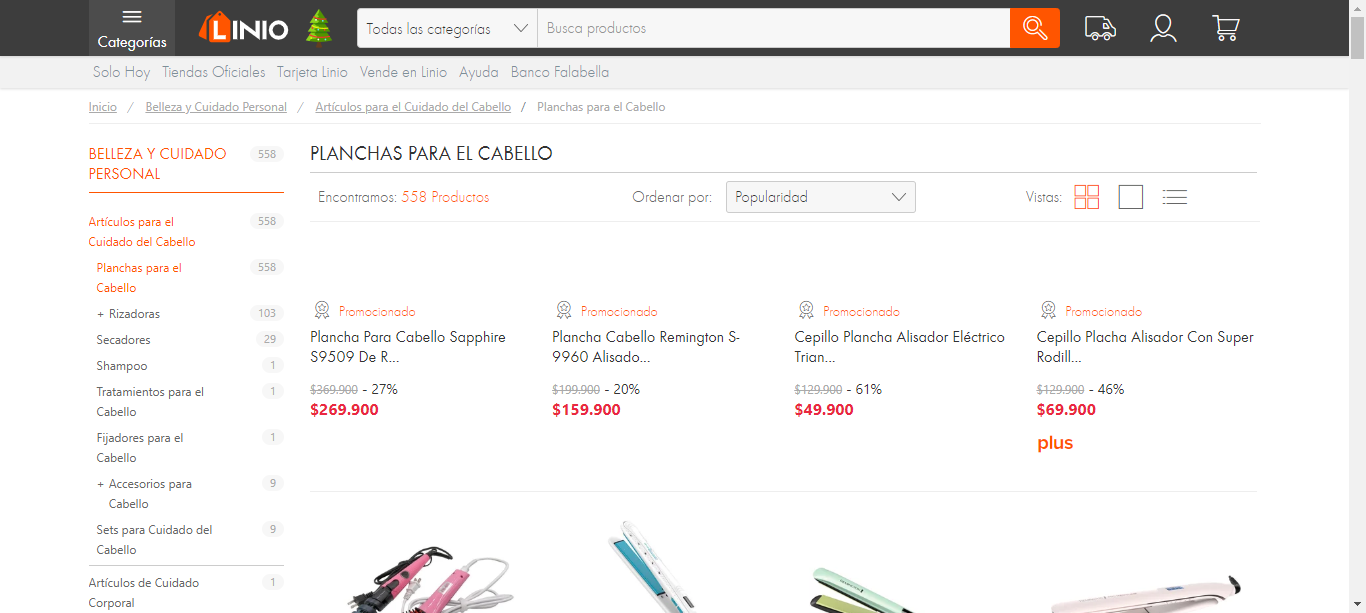 Categorías
LINIO
Todas las categorías
Busca productos
Solo Hoy Tiendas Oficiales Tarjeta Linio Vende en Linio Ayuda Banco Falabella
Inicio / Belleza y Cuidado Personal / Artículos para el Cuidado del Cabello / Planchas para el Cabello
BELLEZA Y CUIDADO 558
PERSONAL
Artículos para el 558
Cuidado del Cabello
Planchas para el 558
Cabello
+ Rizadoras 103
Secadores 29
Shampoo 1
Tratamientos para el 1
Cabello
Fijadores para el 1
Cabello
+ Accesorios para 9
Cabello
Sets para Cuidado del 9
Cabello
Artículos de Cuidado 1
Corporal
PLANCHAS PARA EL CABELLO
Encontramos: 558 Productos
Ordenar por: Popularidad
Vistas:
Promocionado
Plancha Para Cabello Sapphire
S9509 De R...
$369.900 - 27%
$269.900
Promocionado
Plancha Cabello Remington S-
9960 Alisado...
$199.900 - 20%
$159.900
Promocionado
Cepillo Plancha Alisador Eléctrico
Trian...
$129.900 - 61%
$49.900
Promocionado
Cepillo Placha Alisador Con Super
Rodill...
$129.900 - 46%
$69.900
plus